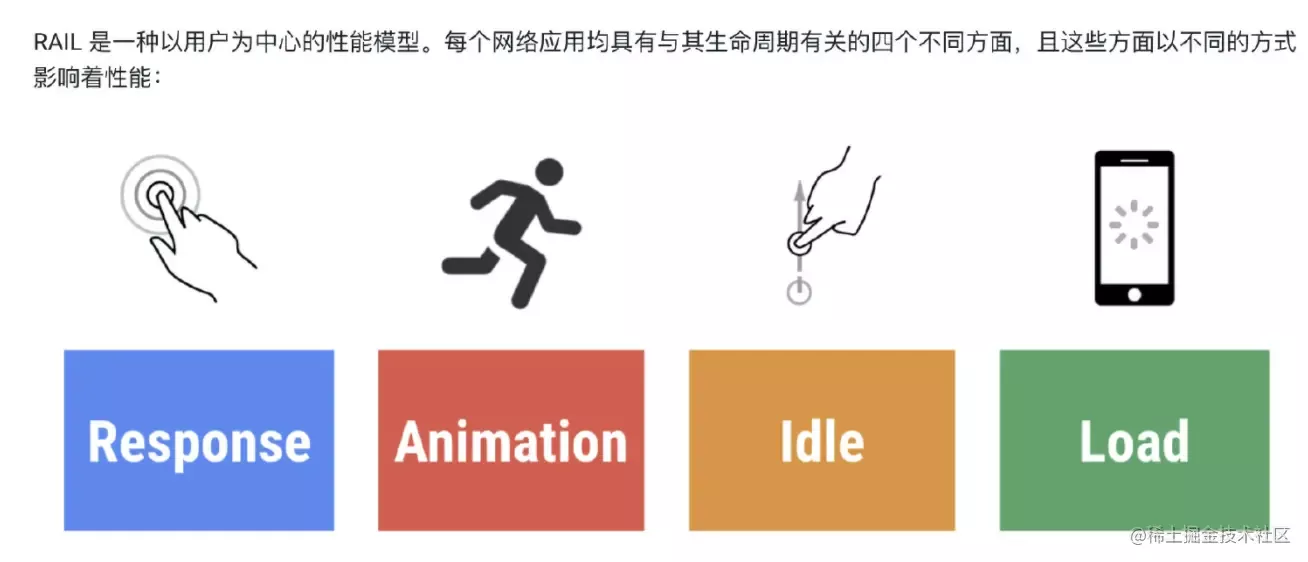 RAIL 是一种以用户为中心的性能模型。每个网络应用均具有与其生命周期有关的四个不同方面，且这些方面以不同的方式
影响着性能：
Response
Animation
Idle
Load
@稀土掘金技术社区